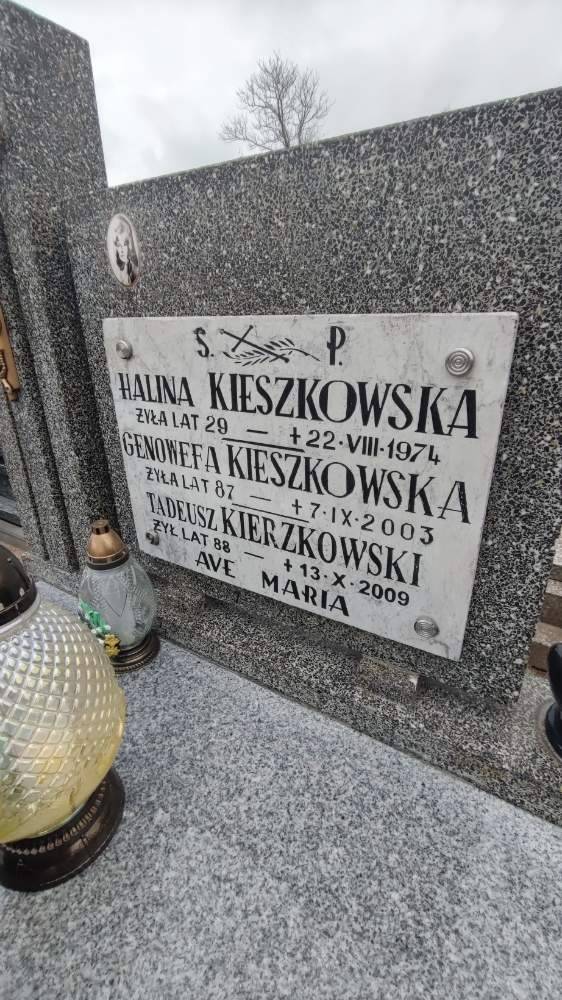 Ś. P.
HALINA KIESZKOWSKA
ŻYŁA LAT 29 — +22·VIII·1974
GENOWEFA KIESZKOWSKA
ŻYŁA LAT 87 — +7·IX·2003
TADEUSZ KIERZKOWSKI
ŻYŁ LAT 88 — +13·X·2009
AVE MARIA